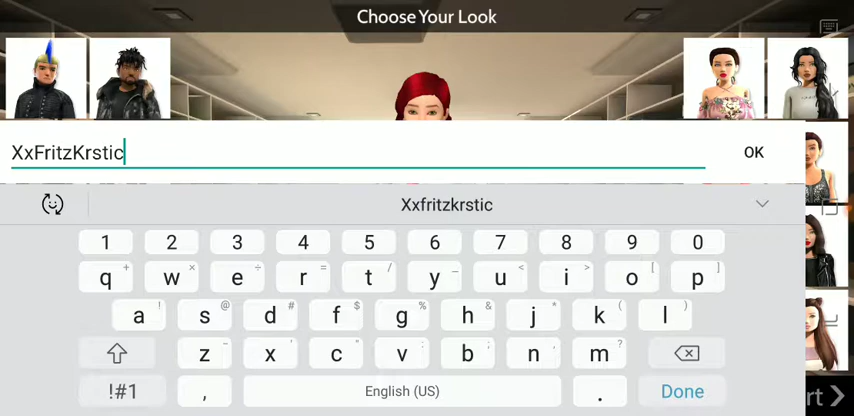 Choose Your Look
XxFritzKrstic
OK
Xxfritzkrstic
1 2 3 4 5 6 7 8 9 0
q + w × e ÷ r = t / y _ u < i > o [ p ]
a ! s @ d # f $ g % h & j * k ( l )
z - x ' c " v : b ; n , m ?
!#1 , English (US) . Done
rt